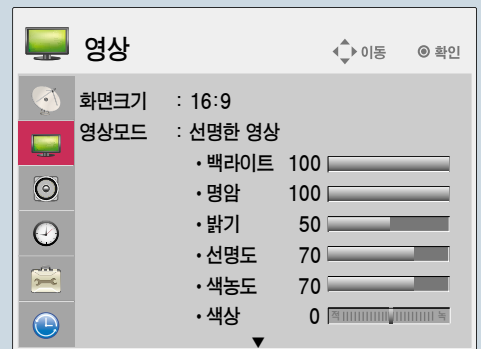 영상 이동 ◉ 확인
화면크기 : 16:9
영상모드 : 선명한 영상
• 백라이트 100
• 명암 100
• 밝기 50
• 선명도 70
• 색농도 70
• 색상 0 적 녹
▼